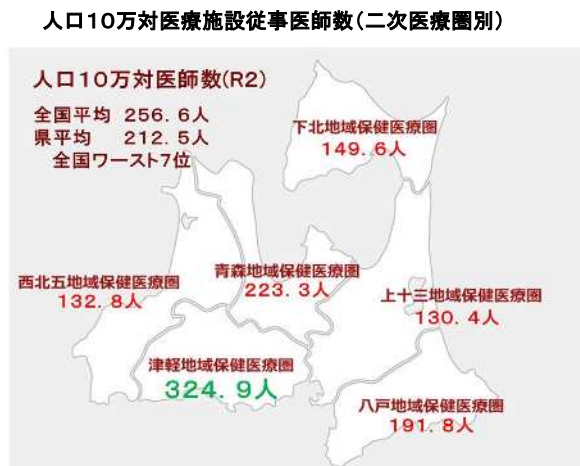 人口10万対医療施設従事医師数(二次医療圏別)
人口10万対医師数(R2)
全国平均 256.6人
県平均 212.5人
全国ワースト7位
下北地域保健医療圏
149.6人
青森地域保健医療圏
223.3人
西北五地域保健医療圏
132.8人
上十三地域保健医療圏
130.4人
津軽地域保健医療圏
324.9人
八戸地域保健医療圏
191.8人